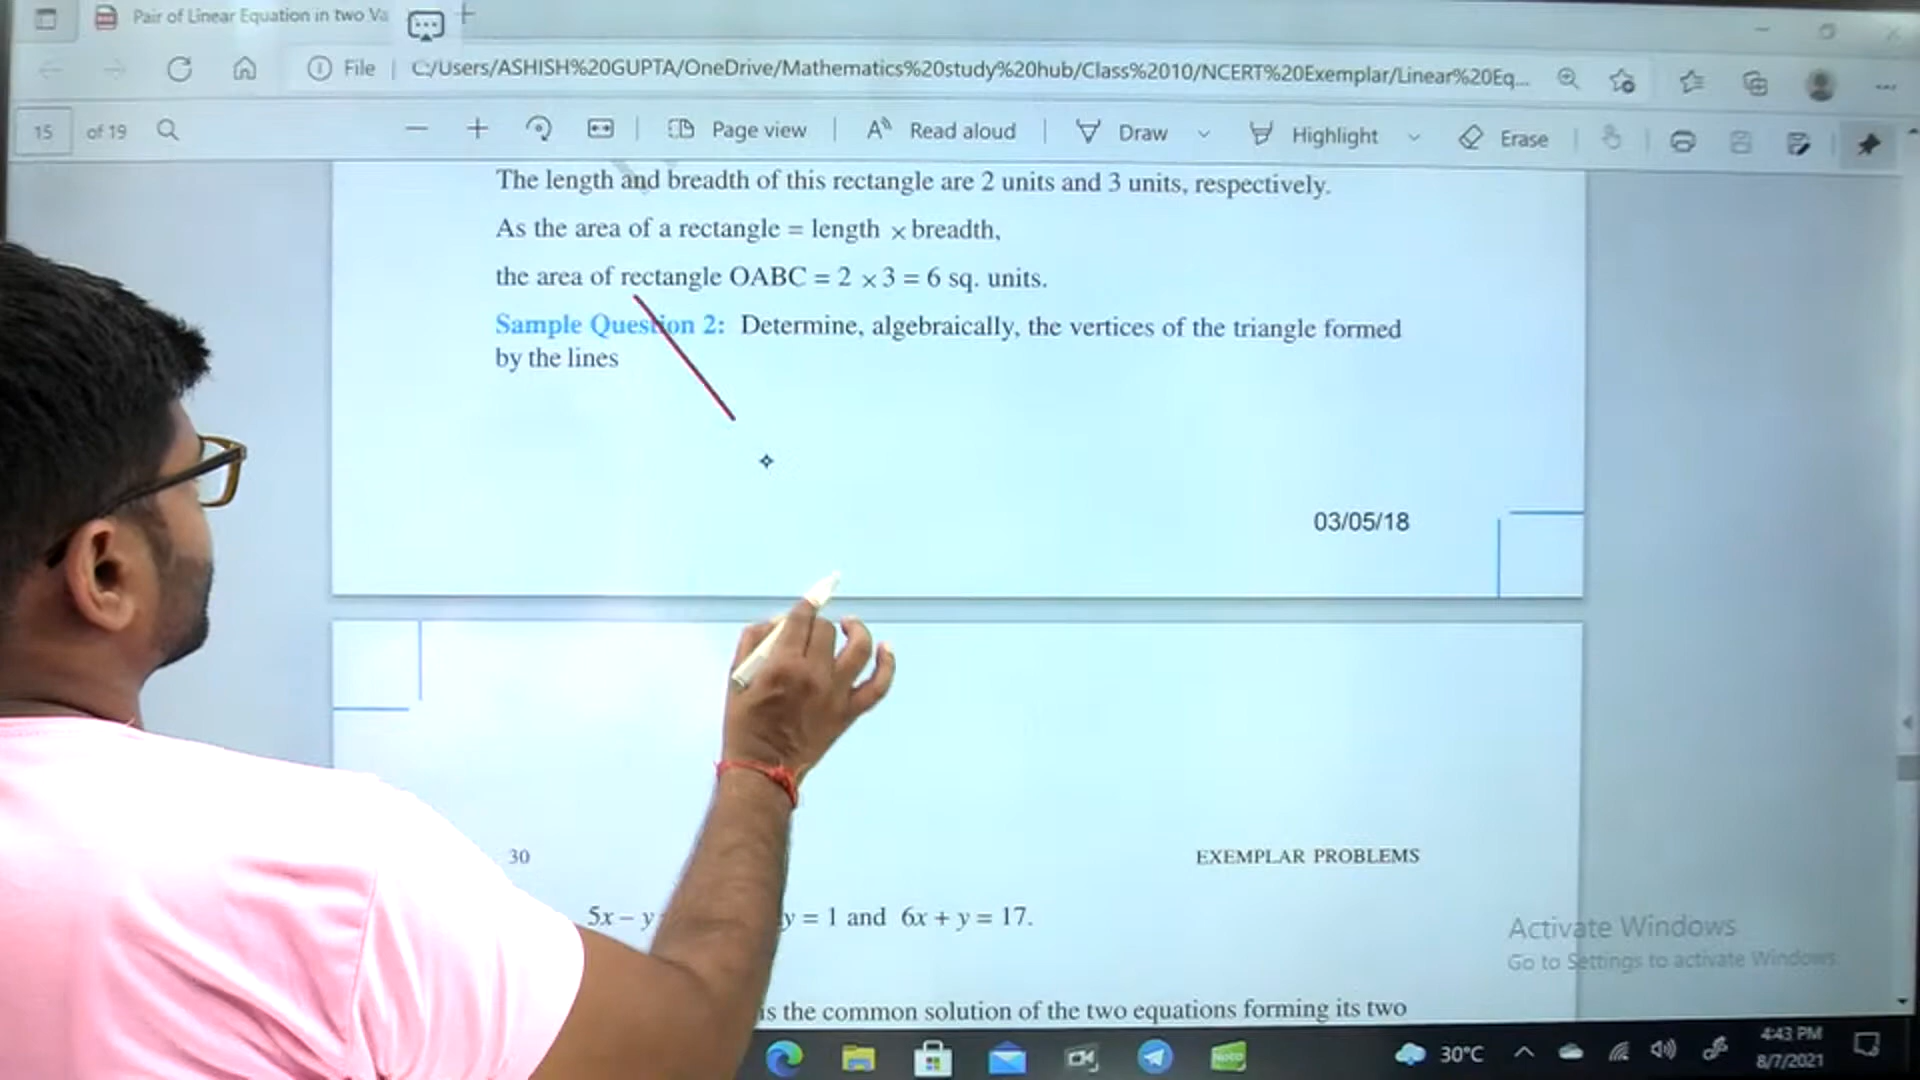 Pair of Linear Equation in two Va
File C:/Users/ASHISH%20GUPTA/OneDrive/Mathematics%20study%20hub/Class%2010/NCERT%20Exemplar/Linear%20Eq...
15 of 19 Page view Read aloud Draw Highlight Erase
The length and breadth of this rectangle are 2 units and 3 units, respectively.
As the area of a rectangle = length × breadth,
the area of rectangle OABC = 2 × 3 = 6 sq. units.
Sample Question 2: Determine, algebraically, the vertices of the triangle formed
by the lines
03/05/18
30 EXEMPLAR PROBLEMS
5x – y y = 1 and 6x + y = 17.
Activate Windows
Go to Settings to activate Windows.
is the common solution of the two equations forming its two
30°C
4:43 PM
8/7/2021